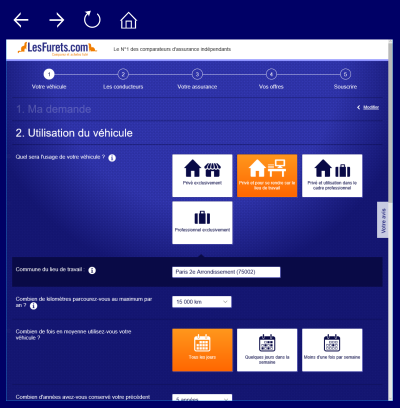 LesFurets.com
Le N°1 des comparateurs d'assurance indépendants
1
2
3
4
5
Votre véhicule
Les conducteurs
Votre assurance
Vos offres
Souscrire
1. Ma demande
Modifier
2. Utilisation du véhicule
Quel sera l'usage de votre véhicule ?
Privé exclusivement
Privé et pour se rendre sur le
lieu de travail
Privé et utilisation dans le
cadre professionnel
Professionnel exclusivement
Votre avis
Commune du lieu de travail
Paris 2e Arrondissement (75002)
Combien de kilomètres parcourez-vous au maximum par
an ?
15 000 km
Combien de fois en moyenne utilisez-vous votre
véhicule ?
Tous les jours
Quelques jours dans la
semaine
Moins d'une fois par semaine
Combien d'années avez-vous conservé votre précédent
5 années